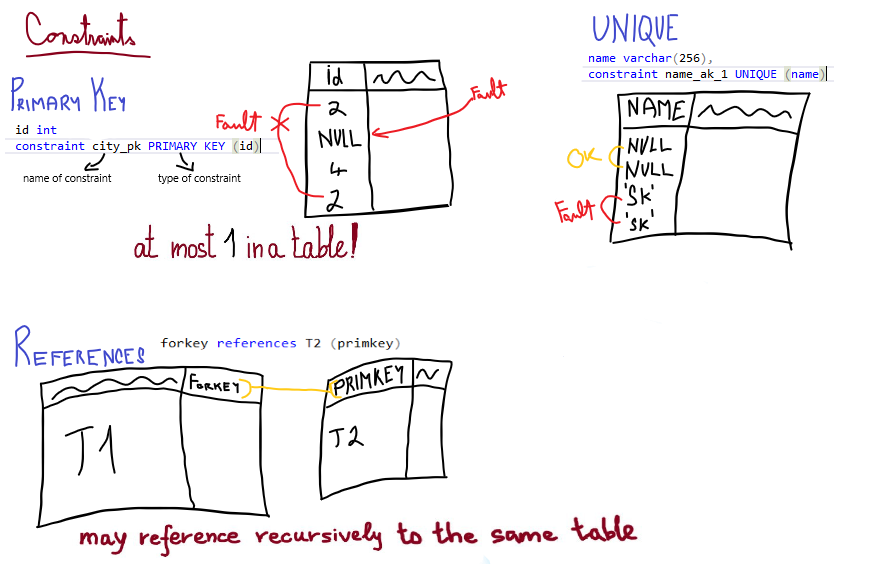 Constraints
PRIMARY KEY
id int
constraint city_pk PRIMARY KEY (id)
name of constraint
type of constraint
id
2
NULL
4
2
Fault
Fault
at most 1 in a table!
UNIQUE
name varchar(256),
constraint name_ak_1 UNIQUE (name)
NAME
NULL
NULL
'SK'
'SK'
OK
Fault
REFERENCES
forkey references T2 (primkey)
FORKEY
T1
PRIMKEY
T2
may reference recursively to the same table